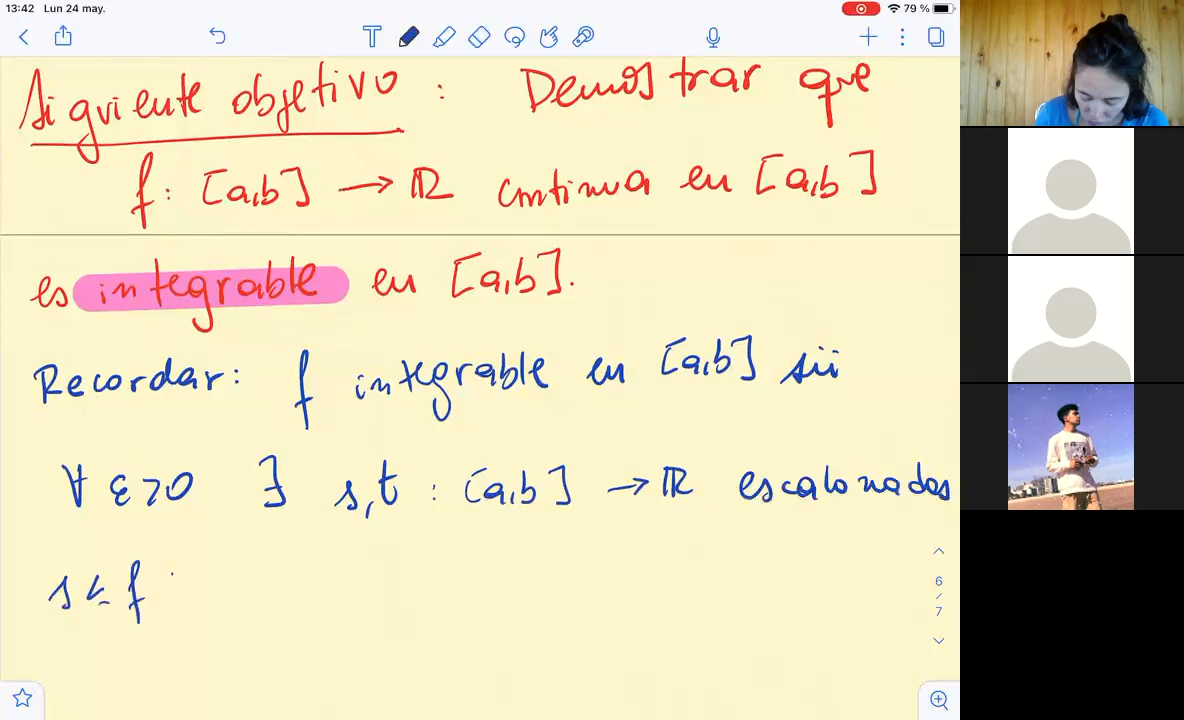 13:42 Lun 24 may. 79 %
Siguiente objetivo : Demostrar que
f : [a,b] → ℝ continua en [a,b]
es integrable en [a,b].
Recordar: f integrable en [a,b] sii
∀ ε>0 ∃ s,t : [a,b] → ℝ escalonadas
s ≤ f
6
/
7